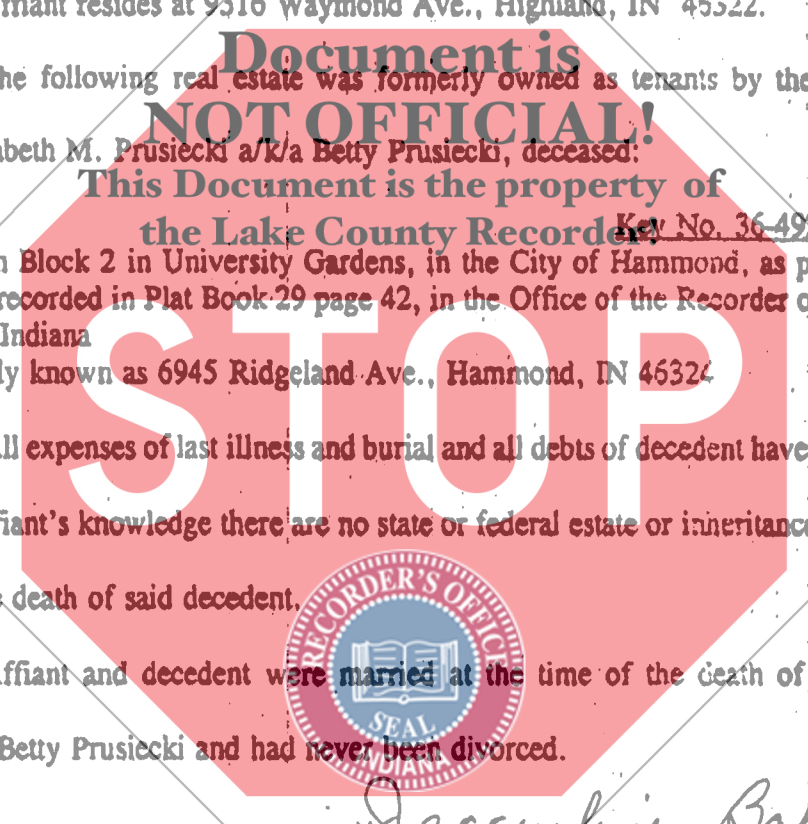 resides at 9516 Waymond Ave., Highland, IN 46322.
Document is
the following real estate was formerly owned as tenants by the
NOT OFFICIAL!
abeth M. Prusiecki a/k/a Betty Prusiecki, deceased:
This Document is the property of
the Lake County Recorder!
Key No. 36-49
Block 2 in University Gardens, in the City of Hammond, as p
recorded in Plat Book 29 page 42, in the Office of the Recorder
Indiana
ly known as 6945 Ridgeland Ave., Hammond, IN 46324
STOP
all expenses of last illness and burial and all debts of decedent have
fiant's knowledge there are no state or federal estate or inheritance
death of said decedent.
RECORDER'S OFFICE
ffiant and decedent were married at the time of the death of
SEAL
Betty Prusiecki and had never been divorced.
INDIANA